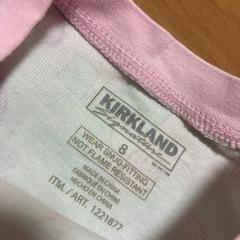 KIRKLAND
Signature
8
WEAR SNUG-FITTING
NOT FLAME RESISTANT
MADE IN CHINA
FABRIQUÉ EN CHINE
HECHO EN CHINA
ITM. / ART. 1221877